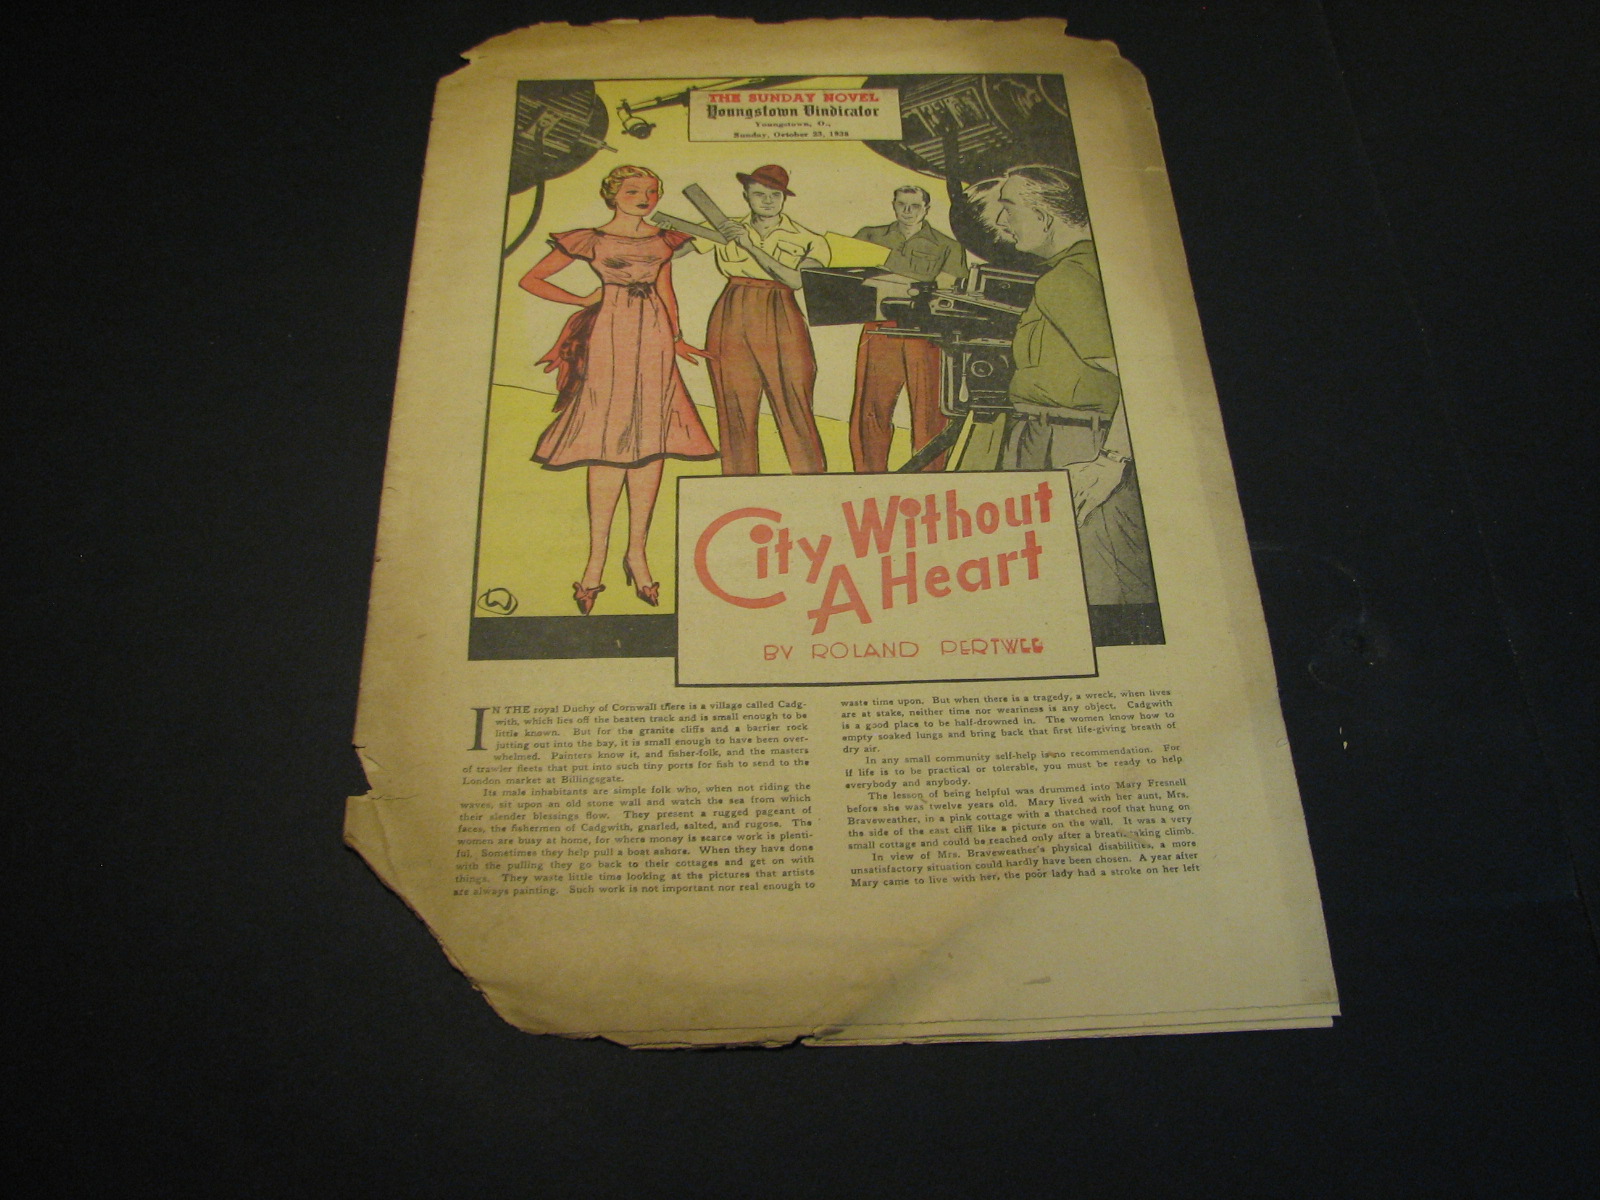 THE SUNDAY NOVEL
Youngstown Vindicator
Youngstown, O.,
Sunday, October 23, 1938
City Without
A Heart
BY ROLAND PERTWEE
IN THE royal Duchy of Cornwall there is a village called Cadg-
with, which lies off the beaten track and is small enough to be
little known. But for the granite cliffs and a barrier rock
jutting out into the bay, it is small enough to have been over-
whelmed. Painters know it, and fisher-folk, and the masters
of trawler fleets that put into such tiny ports for fish to send to the
London market at Billingsgate.
Its male inhabitants are simple folk who, when not riding the
waves, sit upon an old stone wall and watch the sea from which
their slender blessings flow. They present a rugged pageant of
faces, the fishermen of Cadgwith, gnarled, salted, and rugose. The
women are busy at home, for where money is scarce work is plenti-
ful. Sometimes they help pull a boat ashore. When they have done
with the pulling they go back to their cottages and get on with
things. They waste little time looking at the pictures that artists
are always painting. Such work is not important nor real enough to
waste time upon. But when there is a tragedy, a wreck, when lives
are at stake, neither time nor weariness is any object. Cadgwith
is a good place to be half-drowned in. The women know how to
empty soaked lungs and bring back that first life-giving breath of
dry air.
In any small community self-help is no recommendation. For
if life is to be practical or tolerable, you must be ready to help
everybody and anybody.
The lesson of being helpful was drummed into Mary Fresnell
before she was twelve years old. Mary lived with her aunt, Mrs.
Braveweather, in a pink cottage with a thatched roof that hung on
the side of the east cliff like a picture on the wall. It was a very
small cottage and could be reached only after a breathtaking climb.
In view of Mrs. Braveweather's physical disabilities, a more
unsatisfactory situation could hardly have been chosen. A year after
Mary came to live with her, the poor lady had a stroke on her left